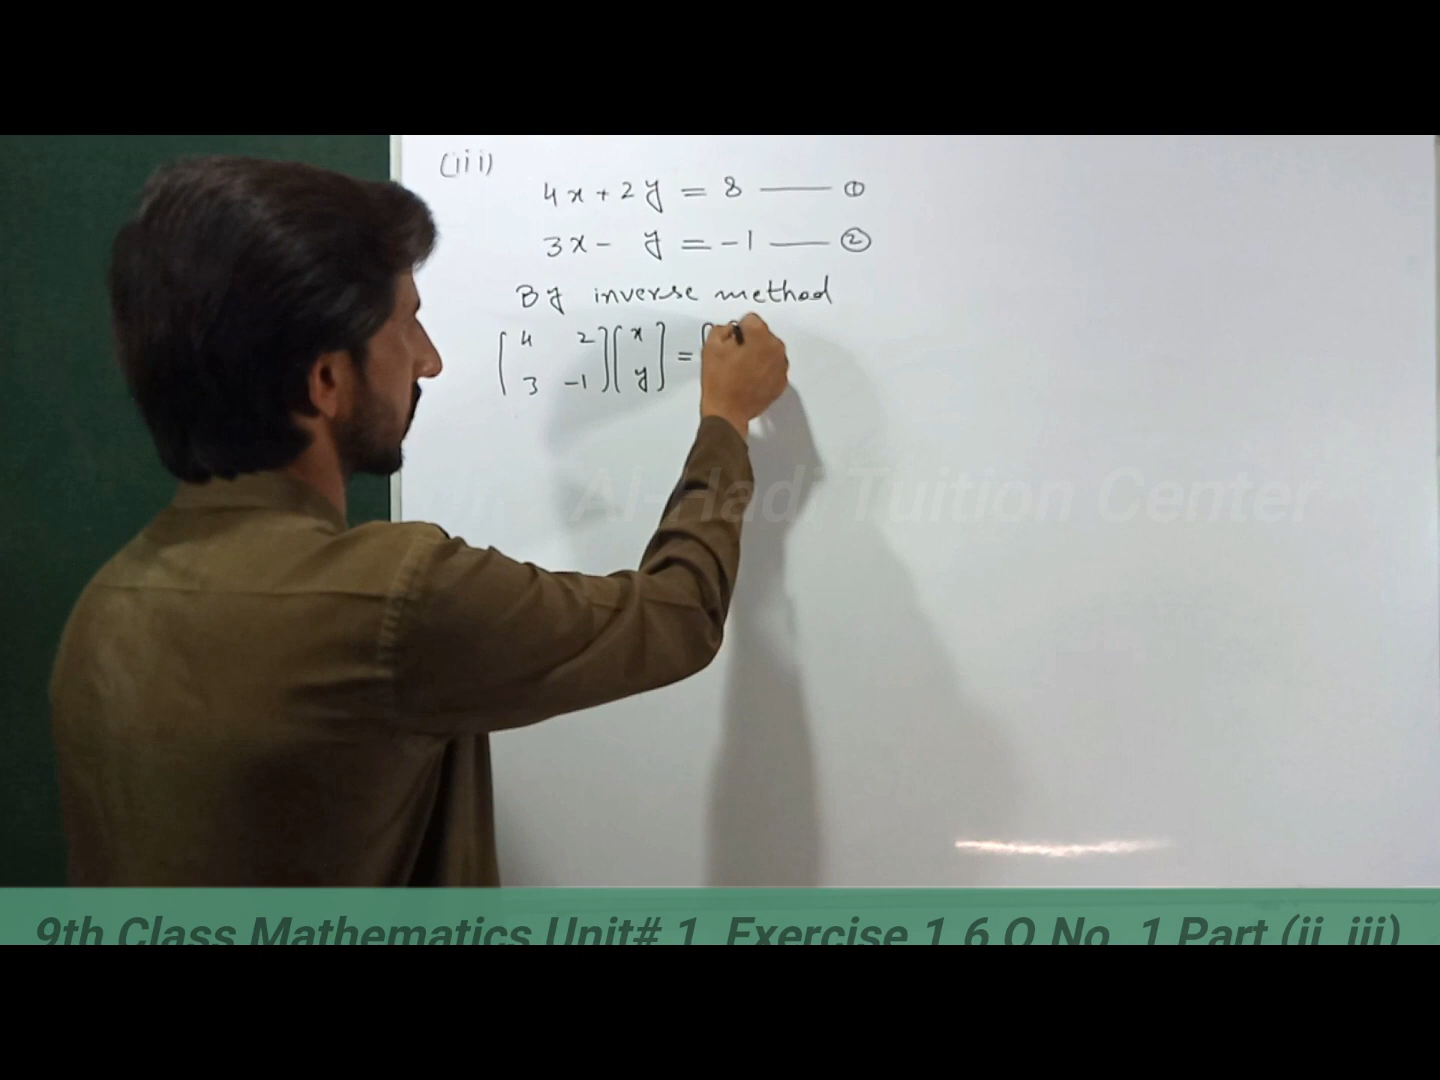 (iii)
4x + 2y = 8 —— ①
3x - y = -1 —— ②
By inverse method
[4 2] [x] = [
[3 -1] [y]
Al-Hadi Tuition Center
9th Class Mathematics Unit# 1, Exercise 1.6 Q No. 1 Part (ii, iii)